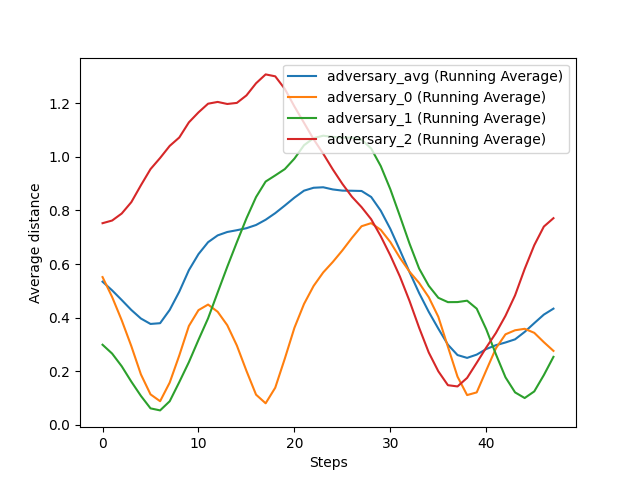 adversary_avg (Running Average)
adversary_0 (Running Average)
adversary_1 (Running Average)
adversary_2 (Running Average)
Average distance
1.2
1.0
0.8
0.6
0.4
0.2
0.0
0 10 20 30 40
Steps